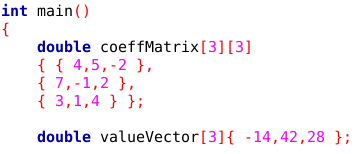 int main()
{
    double coeffMatrix[3][3]
    { { 4,5,-2 },
    { 7,-1,2 },
    { 3,1,4 } };

    double valueVector[3]{ -14,42,28 };